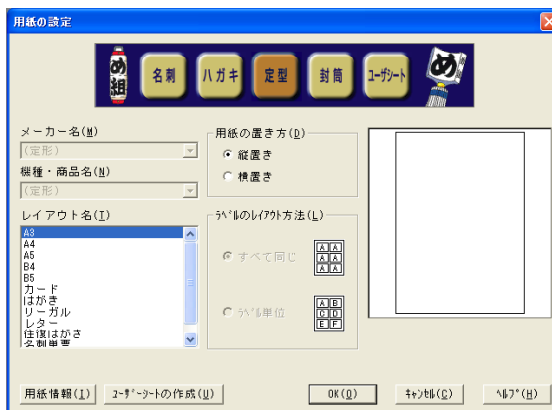 用紙の設定
め組
名刺
ハガキ
定型
封筒
ユーザシート
め
メーカー名(M)
(定形)
機種・商品名(N)
(定形)
レイアウト名(I)
A3
A4
A5
B4
B5
カード
はがき
リーガル
レター
往復はがき
名刺単票
用紙の置き方(D)
縦置き
横置き
ラベルのレイアウト方法(L)
すべて同じ
A A
A A
A A
ラベル単位
A B
C D
E F
用紙情報(I)
ユーザーシートの作成(U)
OK(O)
キャンセル(C)
ヘルプ(H)